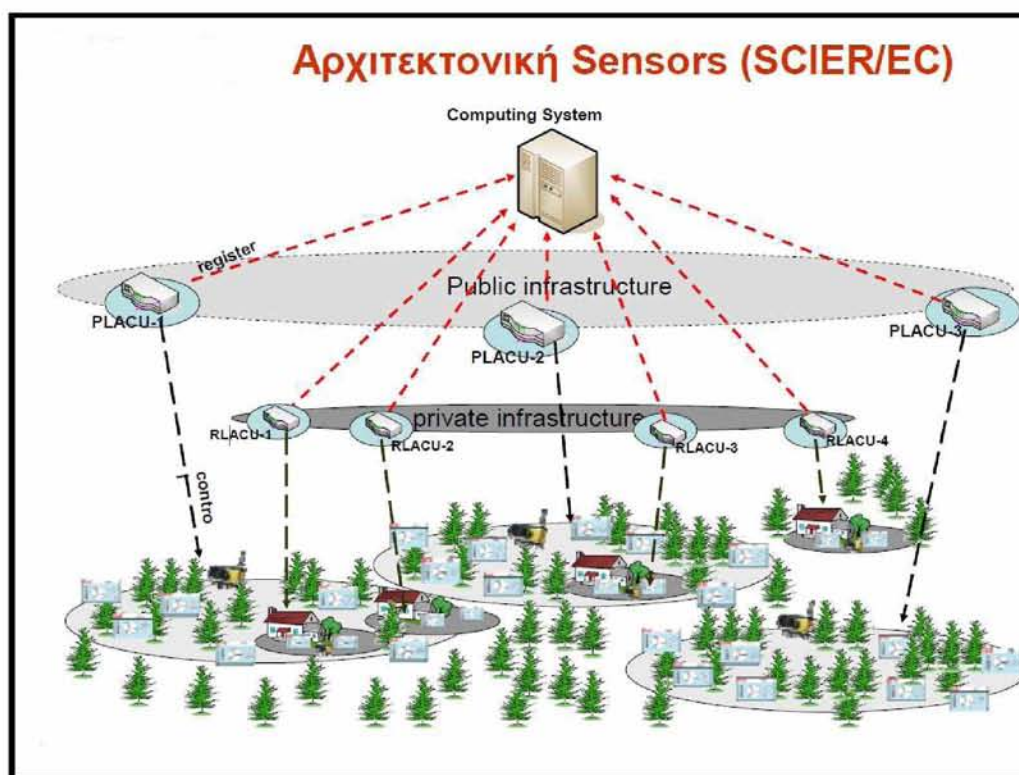 Αρχιτεκτονική Sensors (SCIER/EC)
Computing System
register
Public infrastructure
PLACU-1
PLACU-2
PLACU-3
private infrastructure
RLACU-1
RLACU-2
RLACU-3
RLACU-4
contro